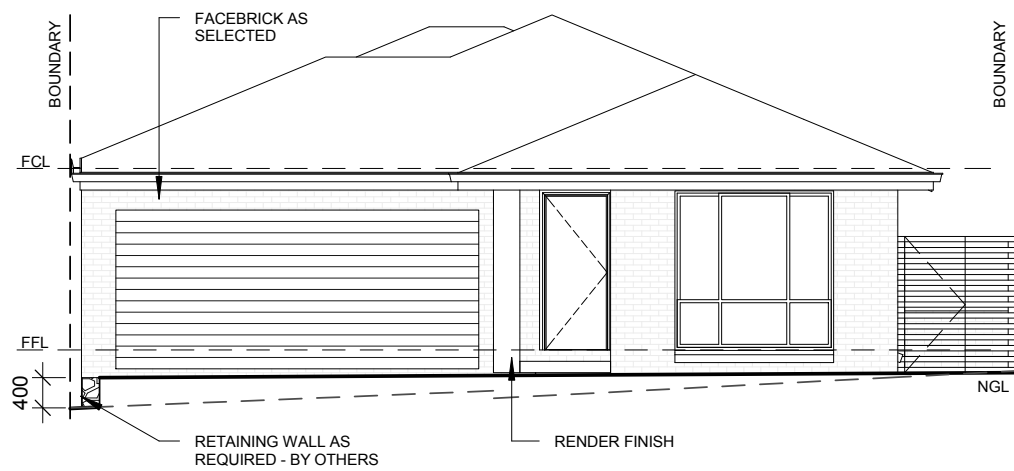 FACEBRICK AS
SELECTED
BOUNDARY
BOUNDARY
FCL
FFL
400
NGL
RETAINING WALL AS
REQUIRED - BY OTHERS
RENDER FINISH